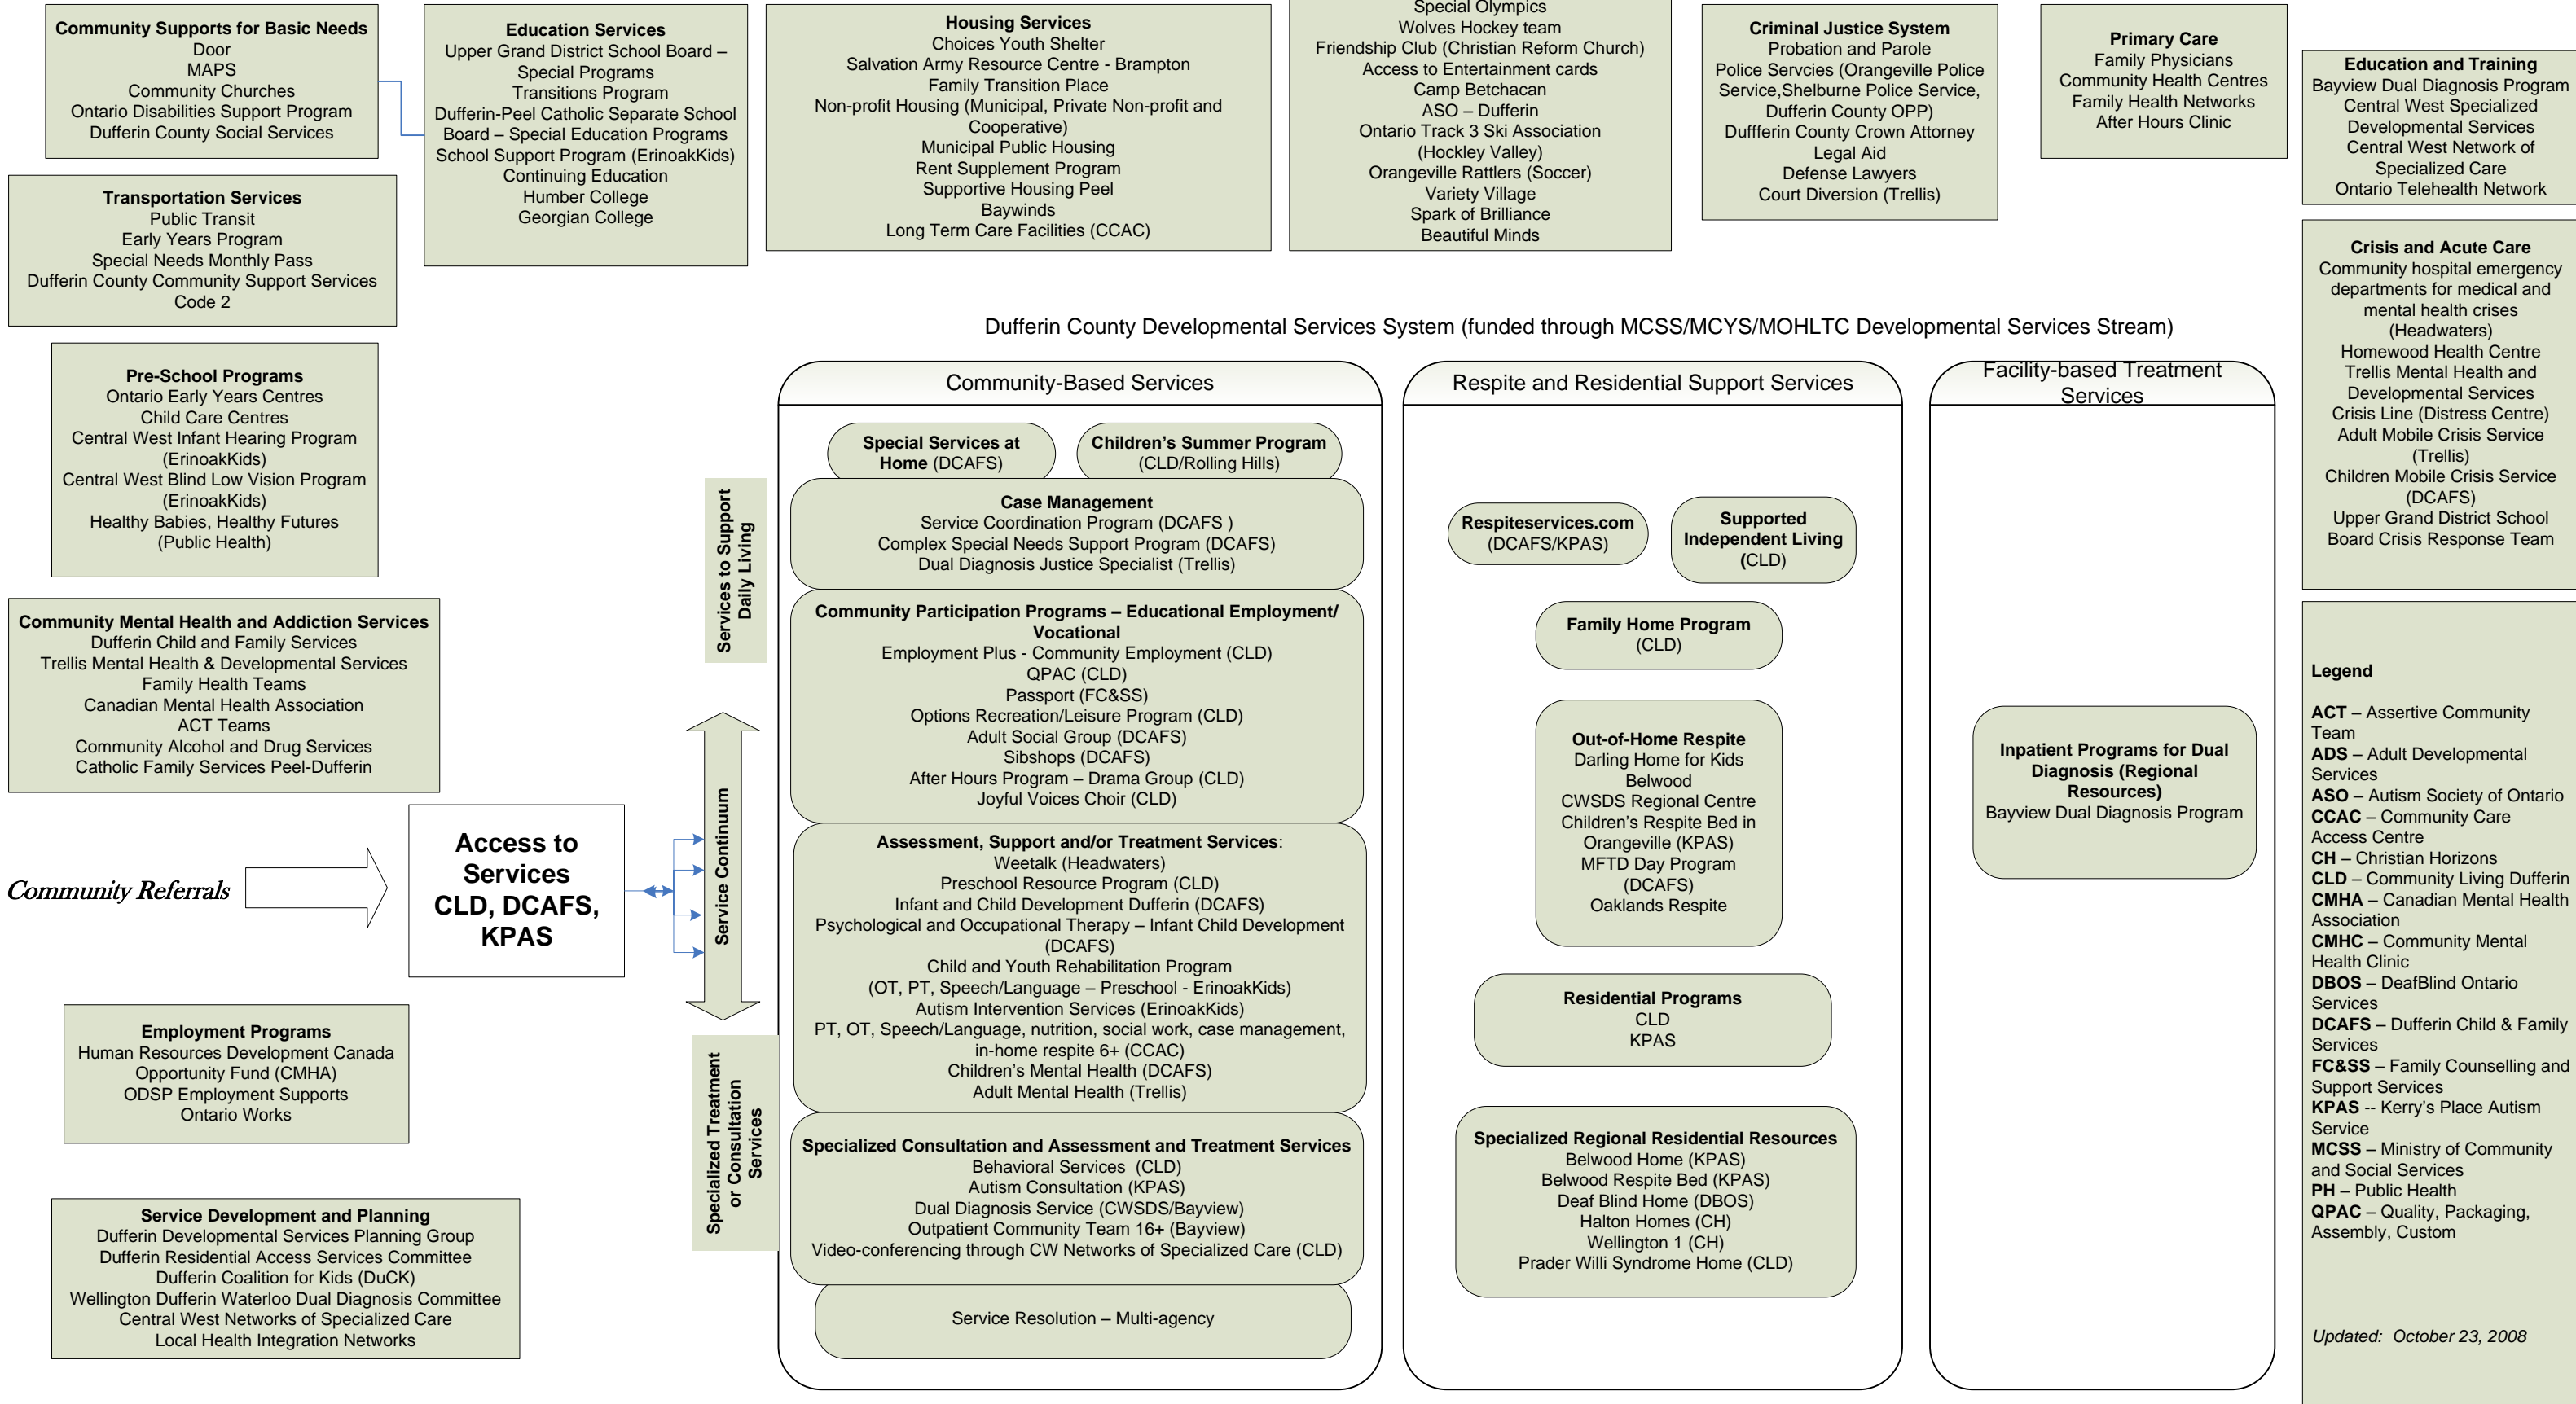 Community Supports for Basic Needs
Door
MAPS
Community Churches
Ontario Disabilities Support Program
Dufferin County Social Services
Education Services
Upper Grand District School Board –
Special Programs
Transitions Program
Dufferin-Peel Catholic Separate School
Board – Special Education Programs
School Support Program (ErinoakKids)
Continuing Education
Humber College
Georgian College
Housing Services
Choices Youth Shelter
Salvation Army Resource Centre - Brampton
Family Transition Place
Non-profit Housing (Municipal, Private Non-profit and
Cooperative)
Municipal Public Housing
Rent Supplement Program
Supportive Housing Peel
Baywinds
Long Term Care Facilities (CCAC)
Special Olympics
Wolves Hockey team
Friendship Club (Christian Reform Church)
Access to Entertainment cards
Camp Betchacan
ASO – Dufferin
Ontario Track 3 Ski Association
(Hockley Valley)
Orangeville Rattlers (Soccer)
Variety Village
Spark of Brilliance
Beautiful Minds
Criminal Justice System
Probation and Parole
Police Servcies (Orangeville Police
Service,Shelburne Police Service,
Dufferin County OPP)
Duffferin County Crown Attorney
Legal Aid
Defense Lawyers
Court Diversion (Trellis)
Primary Care
Family Physicians
Community Health Centres
Family Health Networks
After Hours Clinic
Education and Training
Bayview Dual Diagnosis Program
Central West Specialized
Developmental Services
Central West Network of
Specialized Care
Ontario Telehealth Network
Transportation Services
Public Transit
Early Years Program
Special Needs Monthly Pass
Dufferin County Community Support Services
Code 2
Crisis and Acute Care
Community hospital emergency
departments for medical and
mental health crises
(Headwaters)
Homewood Health Centre
Trellis Mental Health and
Developmental Services
Crisis Line (Distress Centre)
Adult Mobile Crisis Service
(Trellis)
Children Mobile Crisis Service
(DCAFS)
Upper Grand District School
Board Crisis Response Team
Pre-School Programs
Ontario Early Years Centres
Child Care Centres
Central West Infant Hearing Program
(ErinoakKids)
Central West Blind Low Vision Program
(ErinoakKids)
Healthy Babies, Healthy Futures
(Public Health)
Community Mental Health and Addiction Services
Dufferin Child and Family Services
Trellis Mental Health & Developmental Services
Family Health Teams
Canadian Mental Health Association
ACT Teams
Community Alcohol and Drug Services
Catholic Family Services Peel-Dufferin
Community Referrals
Access to
Services
CLD, DCAFS,
KPAS
Employment Programs
Human Resources Development Canada
Opportunity Fund (CMHA)
ODSP Employment Supports
Ontario Works
Service Development and Planning
Dufferin Developmental Services Planning Group
Dufferin Residential Access Services Committee
Dufferin Coalition for Kids (DuCK)
Wellington Dufferin Waterloo Dual Diagnosis Committee
Central West Networks of Specialized Care
Local Health Integration Networks
Services to Support
Daily Living
Service Continuum
Specialized Treatment
or Consultation
Services
Dufferin County Developmental Services System (funded through MCSS/MCYS/MOHLTC Developmental Services Stream)
Community-Based Services
Special Services at
Home (DCAFS)
Children's Summer Program
(CLD/Rolling Hills)
Case Management
Service Coordination Program (DCAFS )
Complex Special Needs Support Program (DCAFS)
Dual Diagnosis Justice Specialist (Trellis)
Community Participation Programs – Educational Employment/
Vocational
Employment Plus - Community Employment (CLD)
QPAC (CLD)
Passport (FC&SS)
Options Recreation/Leisure Program (CLD)
Adult Social Group (DCAFS)
Sibshops (DCAFS)
After Hours Program – Drama Group (CLD)
Joyful Voices Choir (CLD)
Assessment, Support and/or Treatment Services:
Weetalk (Headwaters)
Preschool Resource Program (CLD)
Infant and Child Development Dufferin (DCAFS)
Psychological and Occupational Therapy – Infant Child Development
(DCAFS)
Child and Youth Rehabilitation Program
(OT, PT, Speech/Language – Preschool - ErinoakKids)
Autism Intervention Services (ErinoakKids)
PT, OT, Speech/Language, nutrition, social work, case management,
in-home respite 6+ (CCAC)
Children's Mental Health (DCAFS)
Adult Mental Health (Trellis)
Specialized Consultation and Assessment and Treatment Services
Behavioral Services (CLD)
Autism Consultation (KPAS)
Dual Diagnosis Service (CWSDS/Bayview)
Outpatient Community Team 16+ (Bayview)
Video-conferencing through CW Networks of Specialized Care (CLD)
Service Resolution – Multi-agency
Respite and Residential Support Services
Respiteservices.com
(DCAFS/KPAS)
Supported
Independent Living
(CLD)
Family Home Program
(CLD)
Out-of-Home Respite
Darling Home for Kids
Belwood
CWSDS Regional Centre
Children's Respite Bed in
Orangeville (KPAS)
MFTD Day Program
(DCAFS)
Oaklands Respite
Residential Programs
CLD
KPAS
Specialized Regional Residential Resources
Belwood Home (KPAS)
Belwood Respite Bed (KPAS)
Deaf Blind Home (DBOS)
Halton Homes (CH)
Wellington 1 (CH)
Prader Willi Syndrome Home (CLD)
Facility-based Treatment
Services
Inpatient Programs for Dual
Diagnosis (Regional
Resources)
Bayview Dual Diagnosis Program
Legend
ACT – Assertive Community
Team
ADS – Adult Developmental
Services
ASO – Autism Society of Ontario
CCAC – Community Care
Access Centre
CH – Christian Horizons
CLD – Community Living Dufferin
CMHA – Canadian Mental Health
Association
CMHC – Community Mental
Health Clinic
DBOS – DeafBlind Ontario
Services
DCAFS – Dufferin Child & Family
Services
FC&SS – Family Counselling and
Support Services
KPAS -- Kerry's Place Autism
Service
MCSS – Ministry of Community
and Social Services
PH – Public Health
QPAC – Quality, Packaging,
Assembly, Custom
Updated: October 23, 2008